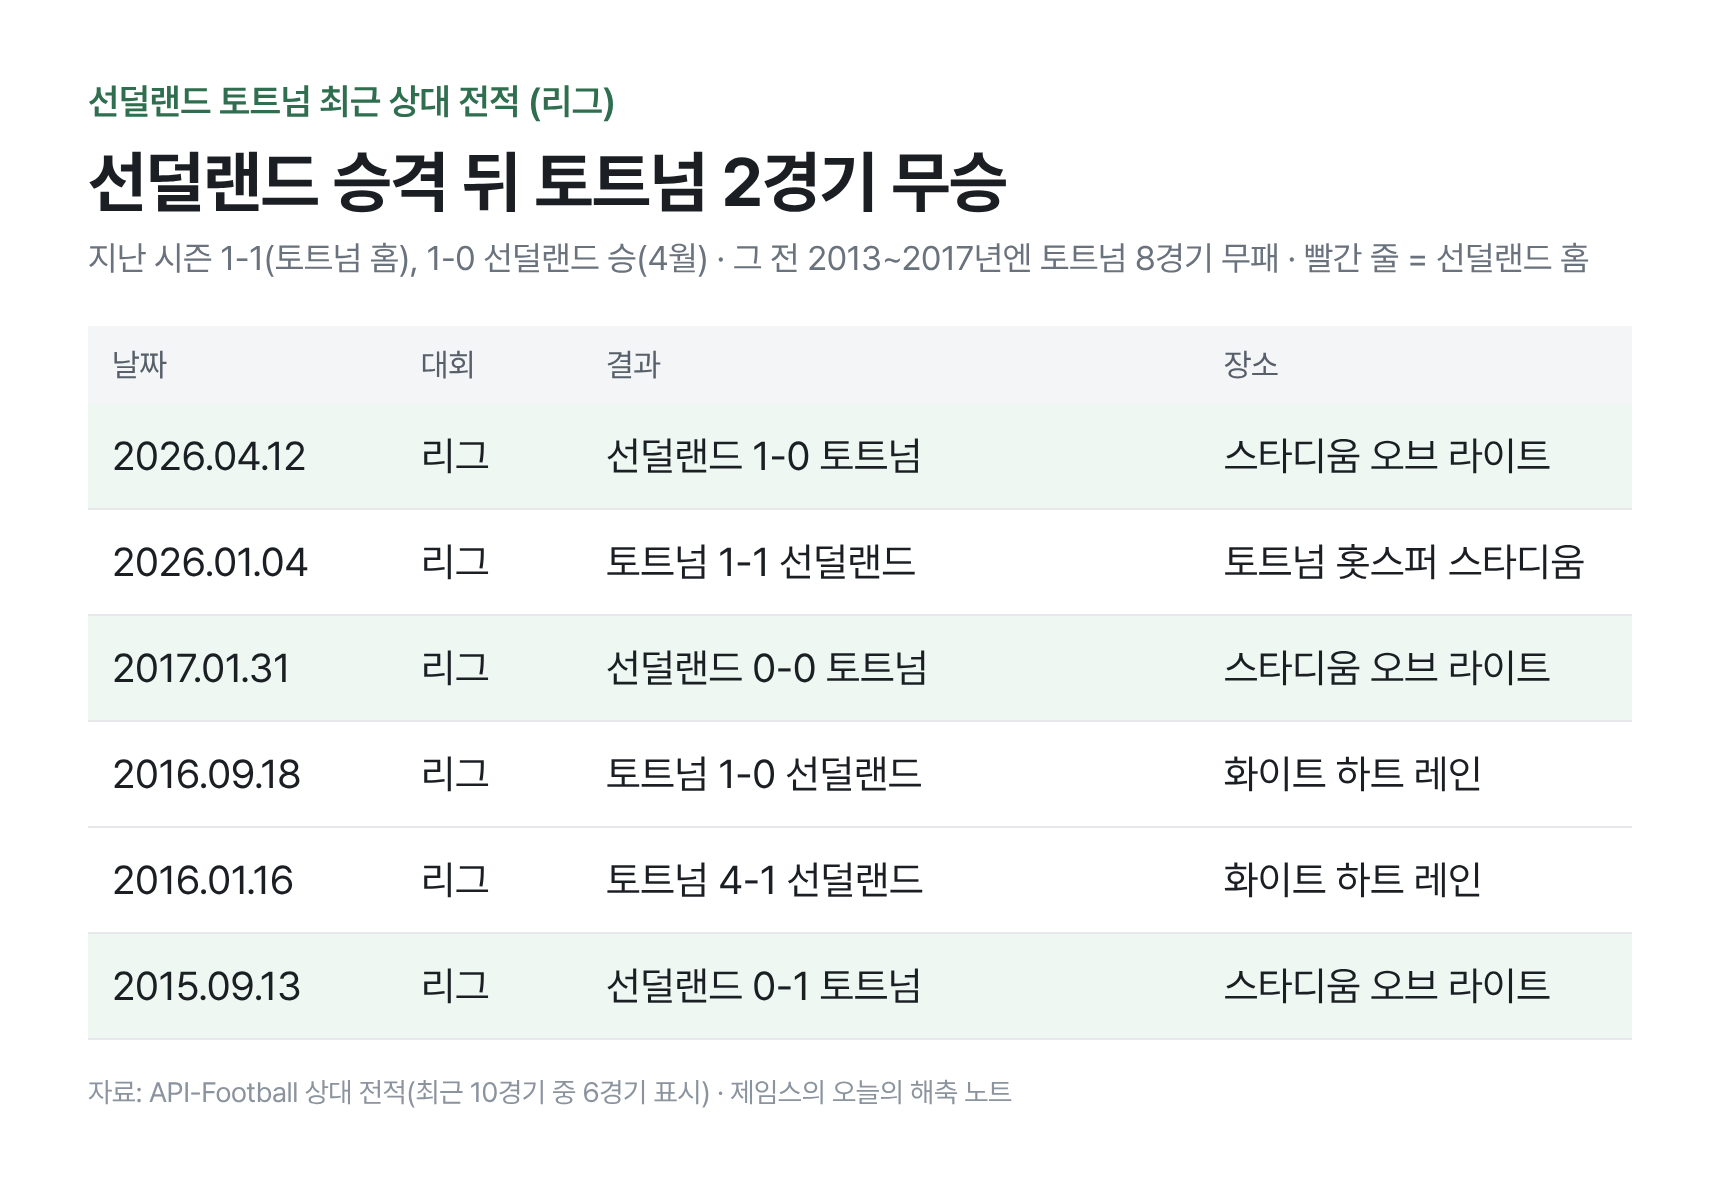 선덜랜드 토트넘 최근 상대 전적 (리그)
선덜랜드 승격 뒤 토트넘 2경기 무승
지난 시즌 1-1(토트넘 홈), 1-0 선덜랜드 승(4월) · 그 전 2013~2017년엔 토트넘 8경기 무패 · 빨간 줄 = 선덜랜드 홈
날짜 대회 결과 장소
2026.04.12 리그 선덜랜드 1-0 토트넘 스타디움 오브 라이트
2026.01.04 리그 토트넘 1-1 선덜랜드 토트넘 홋스퍼 스타디움
2017.01.31 리그 선덜랜드 0-0 토트넘 스타디움 오브 라이트
2016.09.18 리그 토트넘 1-0 선덜랜드 화이트 하트 레인
2016.01.16 리그 토트넘 4-1 선덜랜드 화이트 하트 레인
2015.09.13 리그 선덜랜드 0-1 토트넘 스타디움 오브 라이트
자료: API-Football 상대 전적(최근 10경기 중 6경기 표시) · 제임스의 오늘의 해축 노트